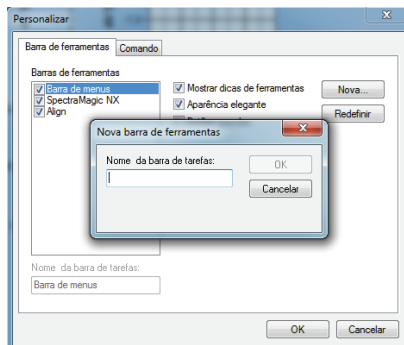 Personalizar
Barra de ferramentas Comando
Barras de ferramentas
Barra de menus
SpectraMagic NX
Align
Mostrar dicas de ferramentas
Aparência elegante
Nova...
Redefinir
Nova barra de ferramentas
Nome da barra de tarefas:
OK
Cancelar
Nome da barra de tarefas:
Barra de menus
OK Cancelar